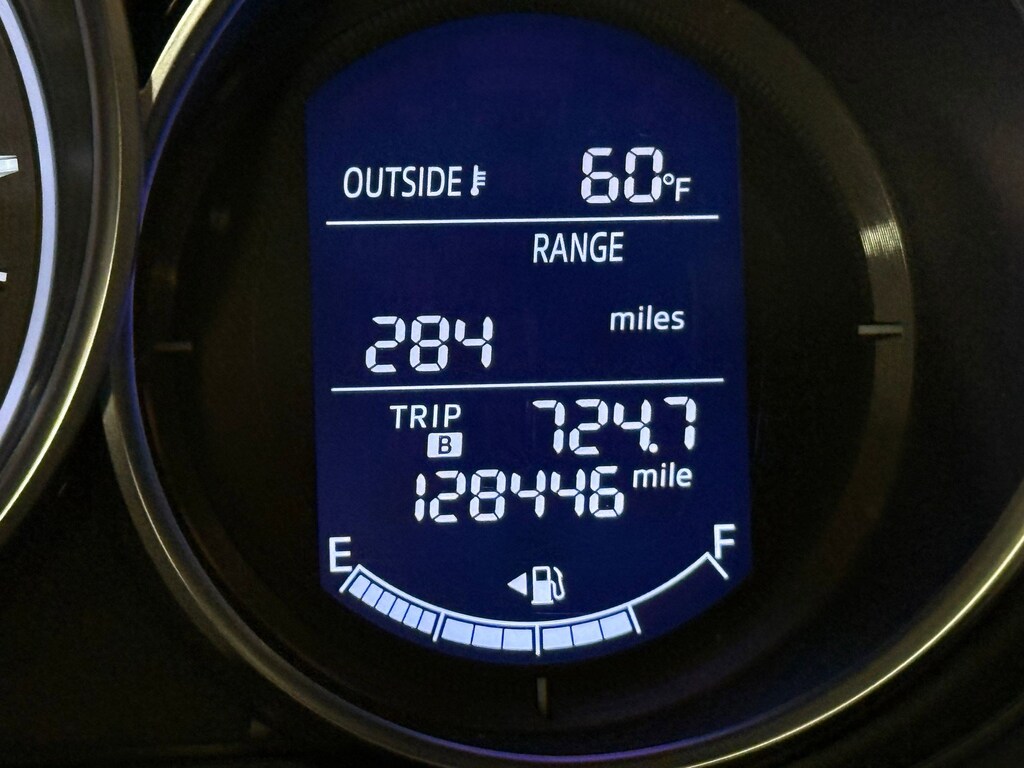 OUTSIDE 60°F
RANGE
284 miles
TRIP B 724.7
128446 mile
E F